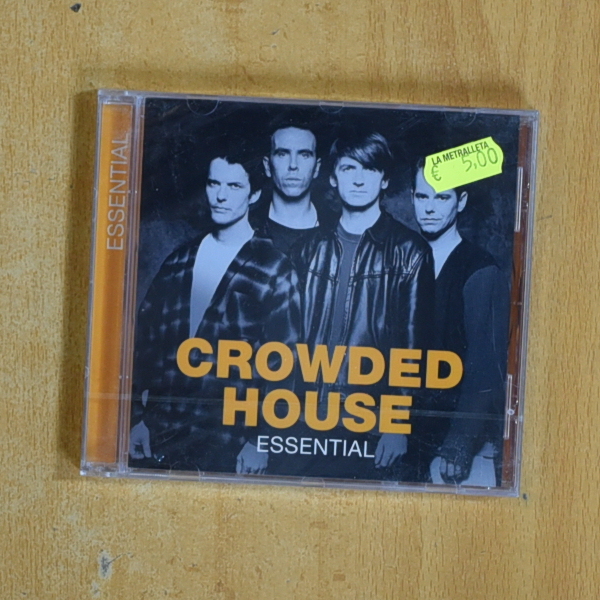 ESSENTIAL
LA METRALLETA
€ 5,00
CROWDED
HOUSE
ESSENTIAL